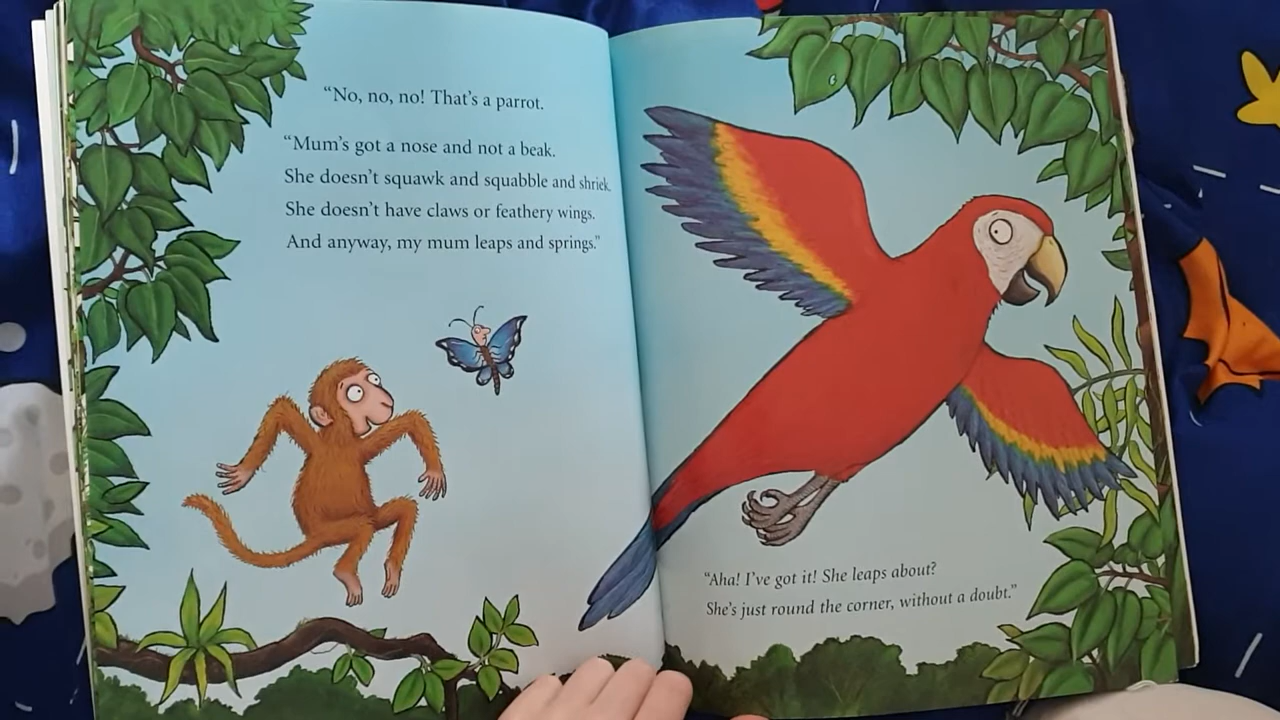 “No, no, no! That’s a parrot.
“Mum’s got a nose and not a beak.
She doesn’t squawk and squabble and shriek.
She doesn’t have claws or feathery wings.
And anyway, my mum leaps and springs.”
“Aha! I’ve got it! She leaps about?
She’s just round the corner, without a doubt.”